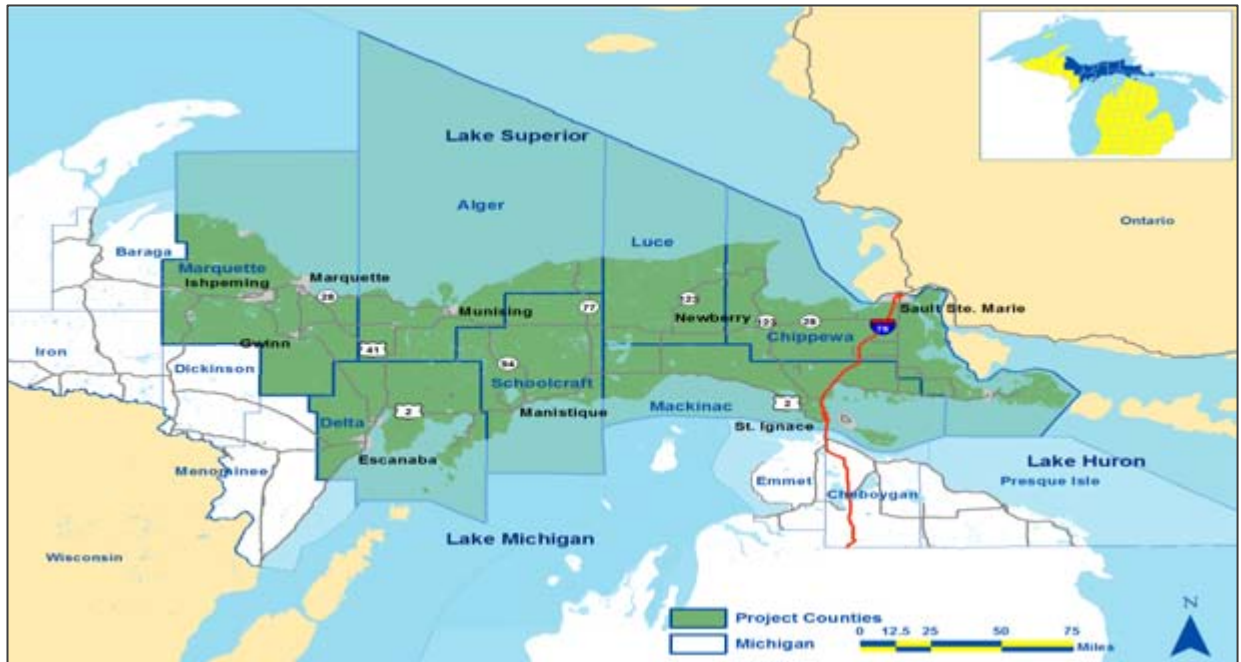 Lake Superior
Alger
Ontario
Luce
Baraga
Marquette
Marquette
Ishpeming
28
77
Munising
123
Newberry
123
28
75
Sault Ste. Marie
Chippewa
Gwinn
41
Iron
Dickinson
94
Schoolcraft
Delta
2
Manistique
Mackinac
2
St. Ignace
Escanaba
Menominee
Lake Huron
Emmet
Cheboygan
Presque Isle
Wisconsin
Lake Michigan
N
Project Counties
Michigan
0 12.5 25 50 75
Miles